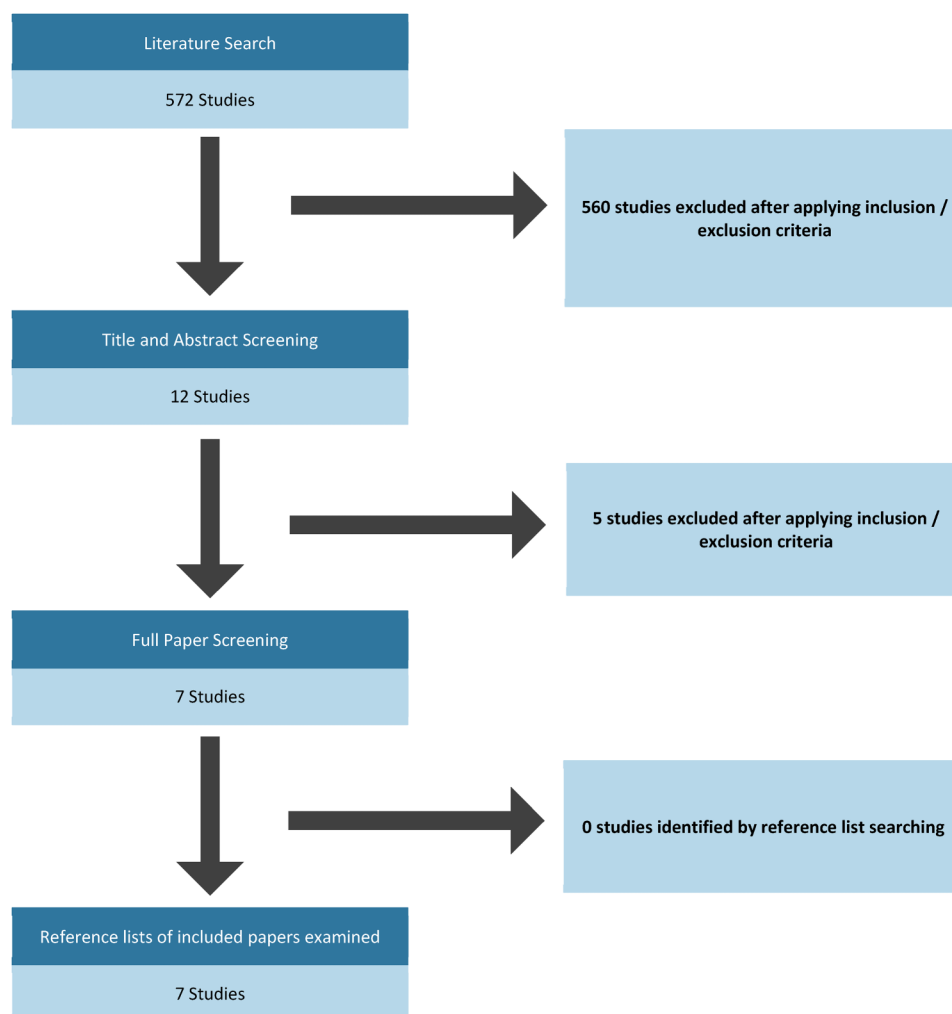 Literature Search
572 Studies
560 studies excluded after applying inclusion /
exclusion criteria
Title and Abstract Screening
12 Studies
5 studies excluded after applying inclusion /
exclusion criteria
Full Paper Screening
7 Studies
0 studies identified by reference list searching
Reference lists of included papers examined
7 Studies